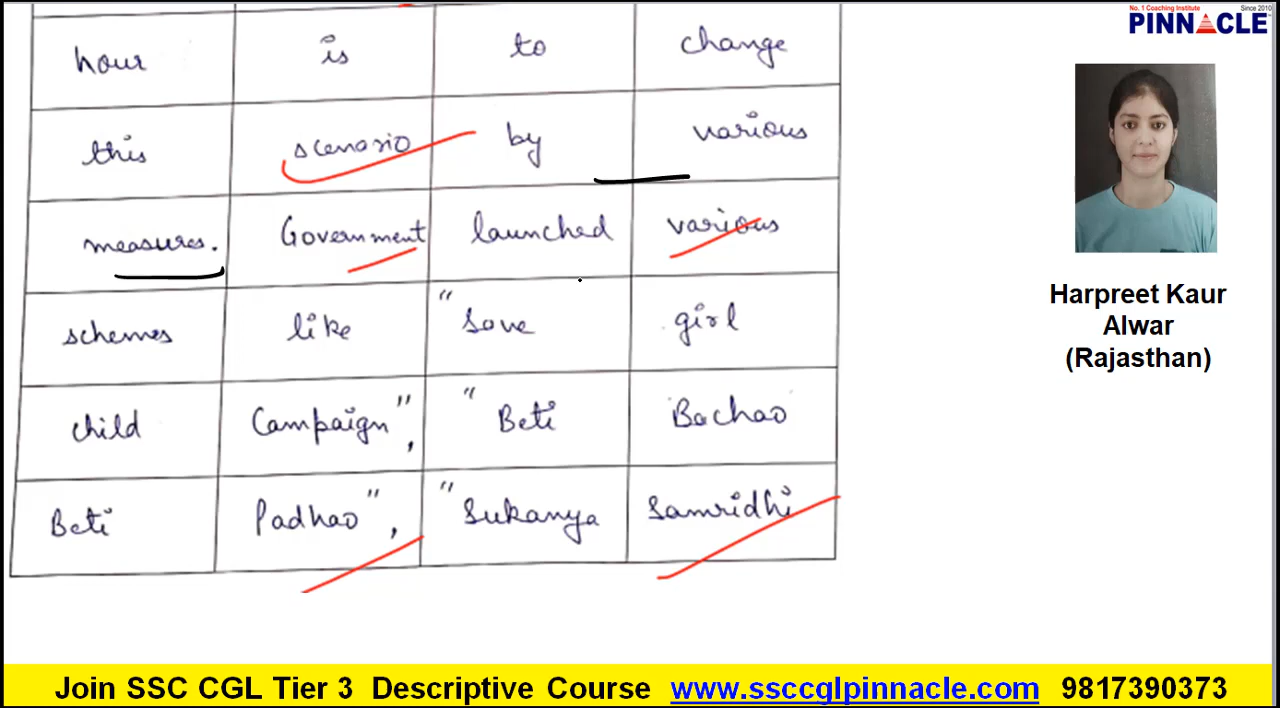 No. 1 Coaching Institute Since 2010
PINNACLE
hour is to change
this scenario by various
measures. Government launched various
schemes like "Save girl
child Campaign", "Beti Bachao
Beti Padhao", "Sukanya Samridhi
Harpreet Kaur
Alwar
(Rajasthan)
Join SSC CGL Tier 3 Descriptive Course www.ssccglpinnacle.com 9817390373